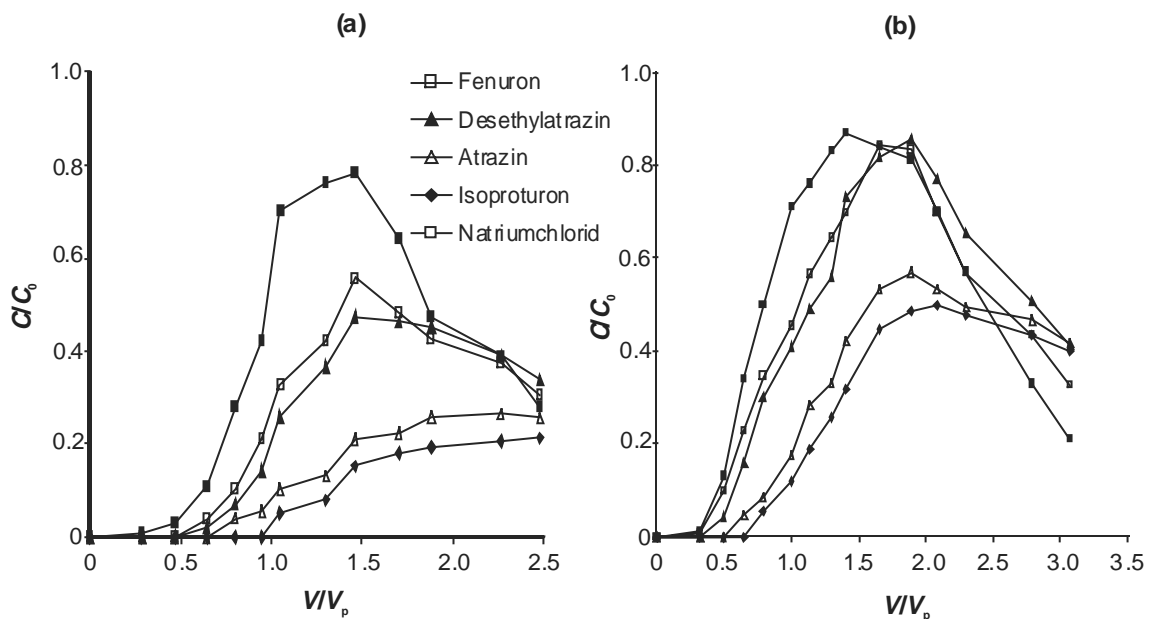 (a)
(b)
1.0
0.8
0.6
0.4
0.2
0
C/C₀
0
0.5
1.0
1.5
2.0
2.5
V/Vₚ
Fenuron
Desethylatrazin
Atrazin
Isoproturon
Natriumchlorid
1.0
0.8
0.6
0.4
0.2
0
C/C₀
0
0.5
1.0
1.5
2.0
2.5
3.0
3.5
V/Vₚ